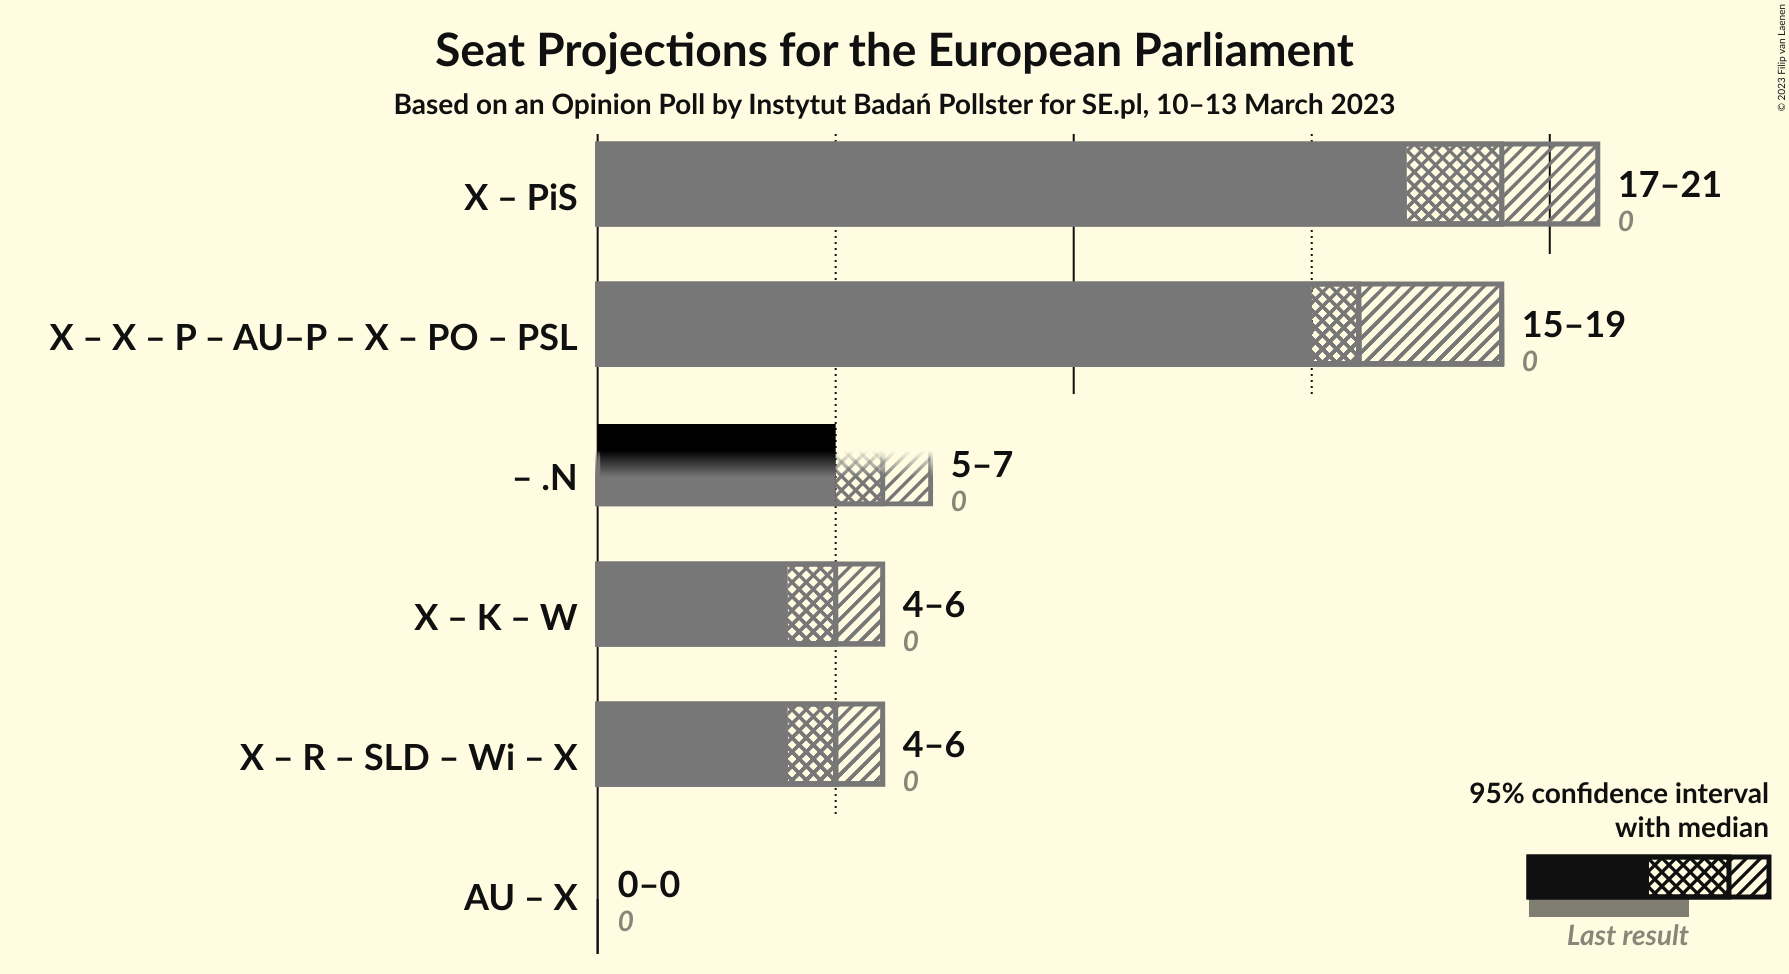 Seat Projections for the European Parliament
Based on an Opinion Poll by Instytut Badań Pollster for SE.pl, 10–13 March 2023
© 2023 Filip van Laenen
X – PiS
17–21
0
X – X – P – AU–P – X – PO – PSL
15–19
0
– .N
5–7
0
X – K – W
4–6
0
X – R – SLD – Wi – X
4–6
0
AU – X
0–0
0
95% confidence interval
with median
Last result